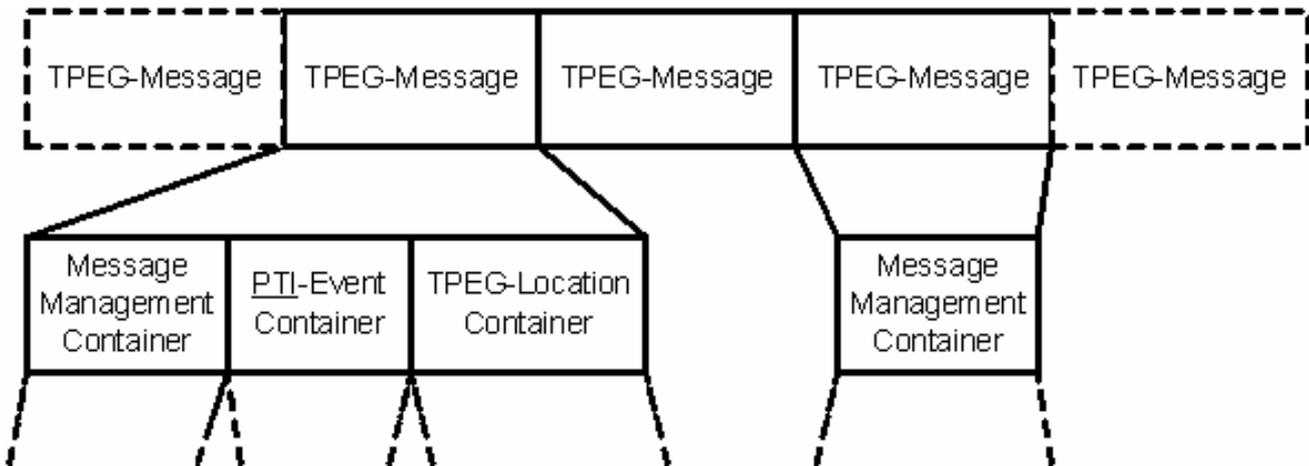 TPEG-Message TPEG-Message TPEG-Message TPEG-Message TPEG-Message
Message
Management
Container
PTI-Event
Container
TPEG-Location
Container
Message
Management
Container